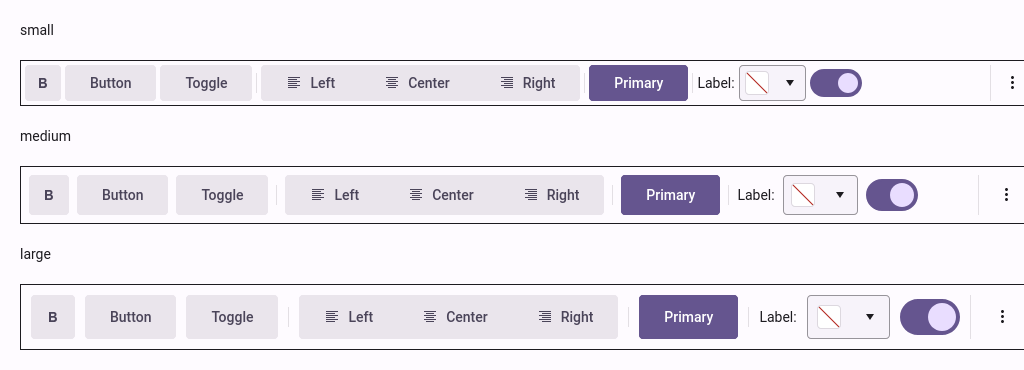 small
B Button Toggle Left Center Right Primary Label:
medium
B Button Toggle Left Center Right Primary Label:
large
B Button Toggle Left Center Right Primary Label: